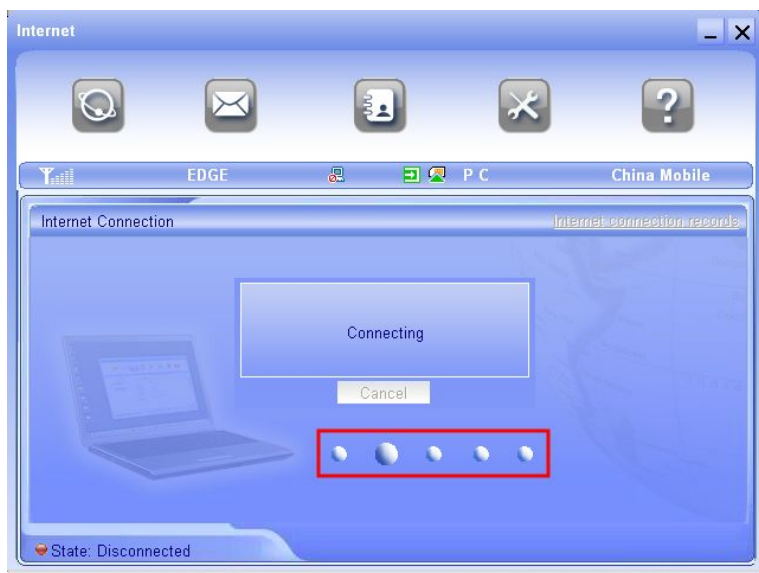 Internet
EDGE P C China Mobile
Internet Connection Internet connection records
Connecting
Cancel
State: Disconnected